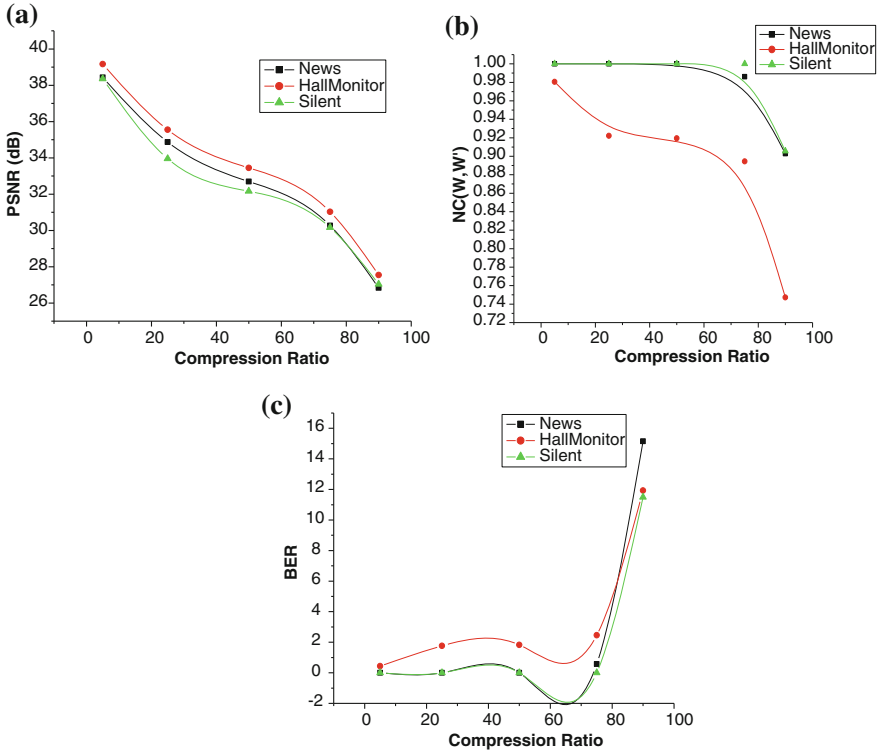 (a)
40
38
36
34
32
30
28
26
PSNR (dB)
0 20 40 60 80 100
Compression Ratio
News
HallMonitor
Silent
(b)
1.00
0.98
0.96
0.94
0.92
0.90
0.88
0.86
0.84
0.82
0.80
0.78
0.76
0.74
0.72
NC(W,W')
0 20 40 60 80 100
Compression Ratio
News
HallMonitor
Silent
(c)
16
14
12
10
8
6
4
2
0
-2
BER
0 20 40 60 80 100
Compression Ratio
News
HallMonitor
Silent